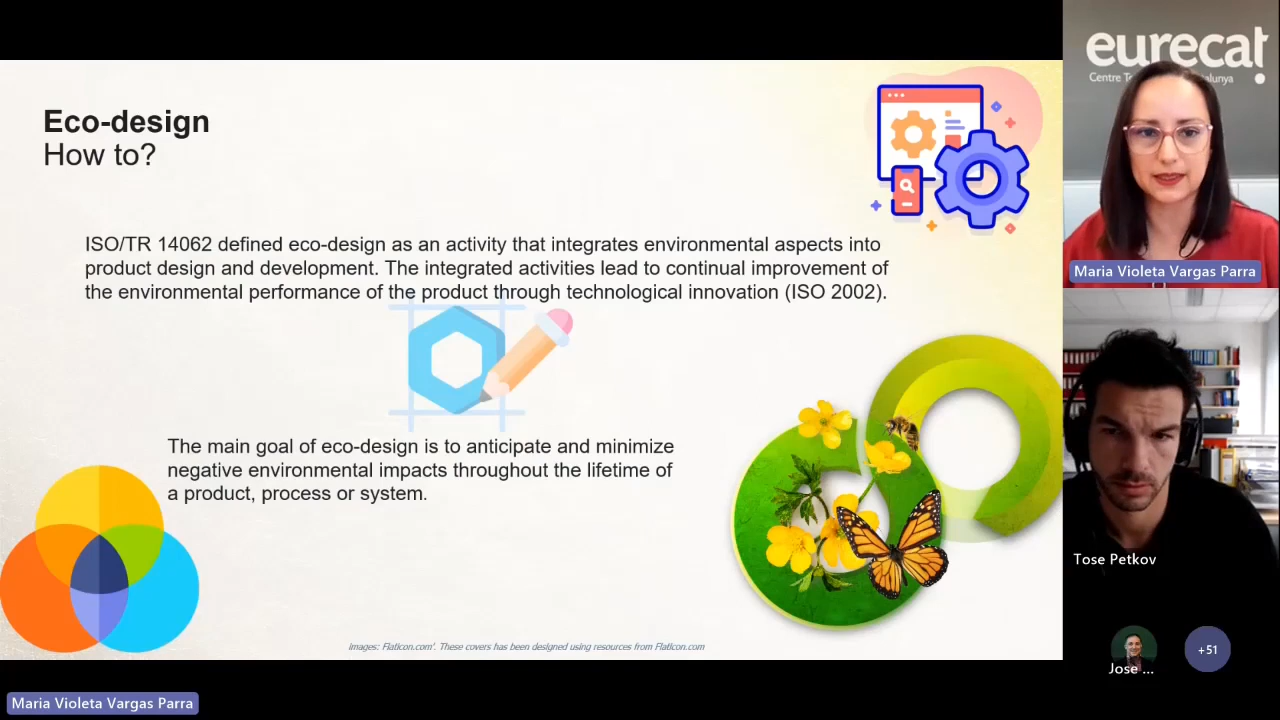 Eco-design
How to?
ISO/TR 14062 defined eco-design as an activity that integrates environmental aspects into
product design and development. The integrated activities lead to continual improvement of
the environmental performance of the product through technological innovation (ISO 2002).
The main goal of eco-design is to anticipate and minimize
negative environmental impacts throughout the lifetime of
a product, process or system.
images: Flaticon.com'. These covers has been designed using resources from Flaticon.com
eurecat
Centre
Maria Violeta Vargas Parra
Tose Petkov
Jose ...
+51
Maria Violeta Vargas Parra